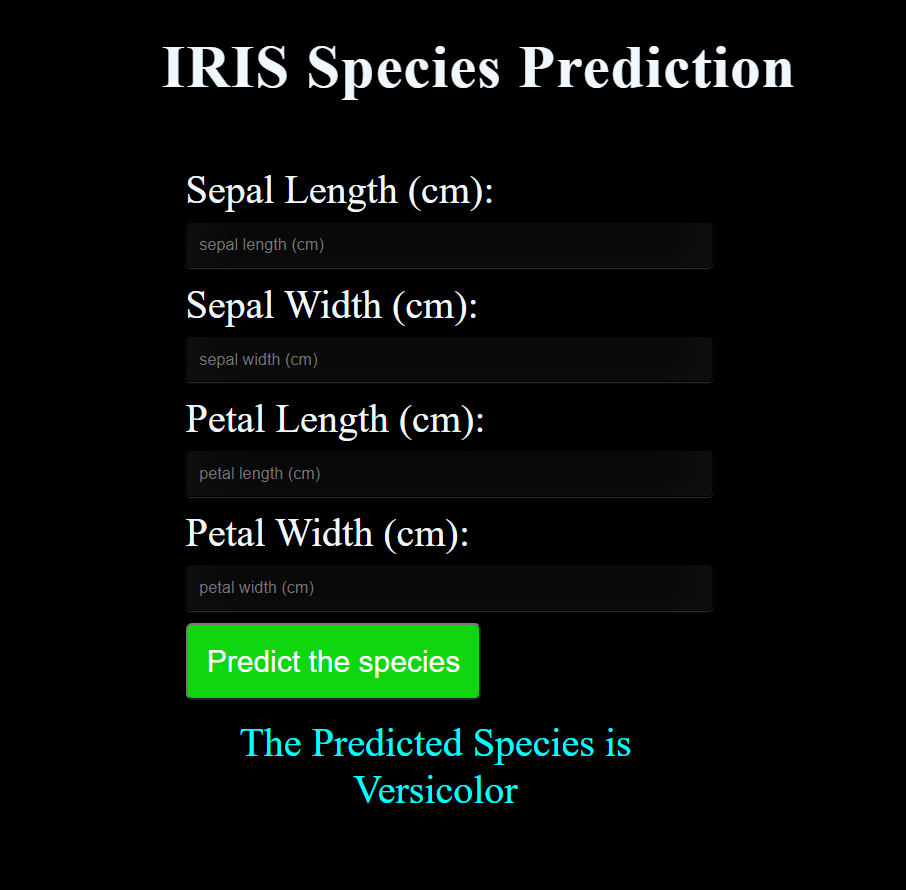 IRIS Species Prediction
Sepal Length (cm):
sepal length (cm)
Sepal Width (cm):
sepal width (cm)
Petal Length (cm):
petal length (cm)
Petal Width (cm):
petal width (cm)
Predict the species
The Predicted Species is
Versicolor